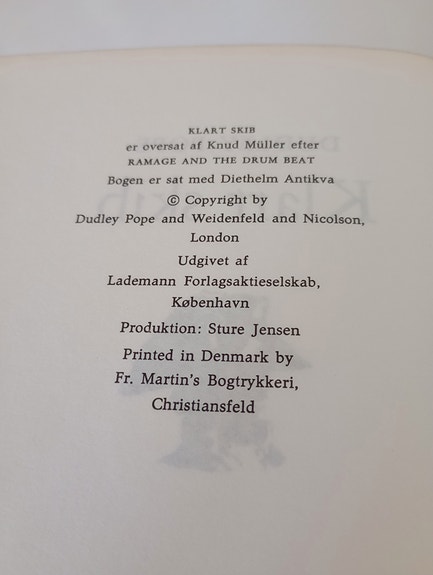 KLART SKIB
er oversat af Knud Müller efter
RAMAGE AND THE DRUM BEAT
Bogen er sat med Diethelm Antikva
© Copyright by
Dudley Pope and Weidenfeld and Nicolson,
London
Udgivet af
Lademann Forlagsaktieselskab,
København
Produktion: Sture Jensen
Printed in Denmark by
Fr. Martin's Bogtrykkeri,
Christiansfeld